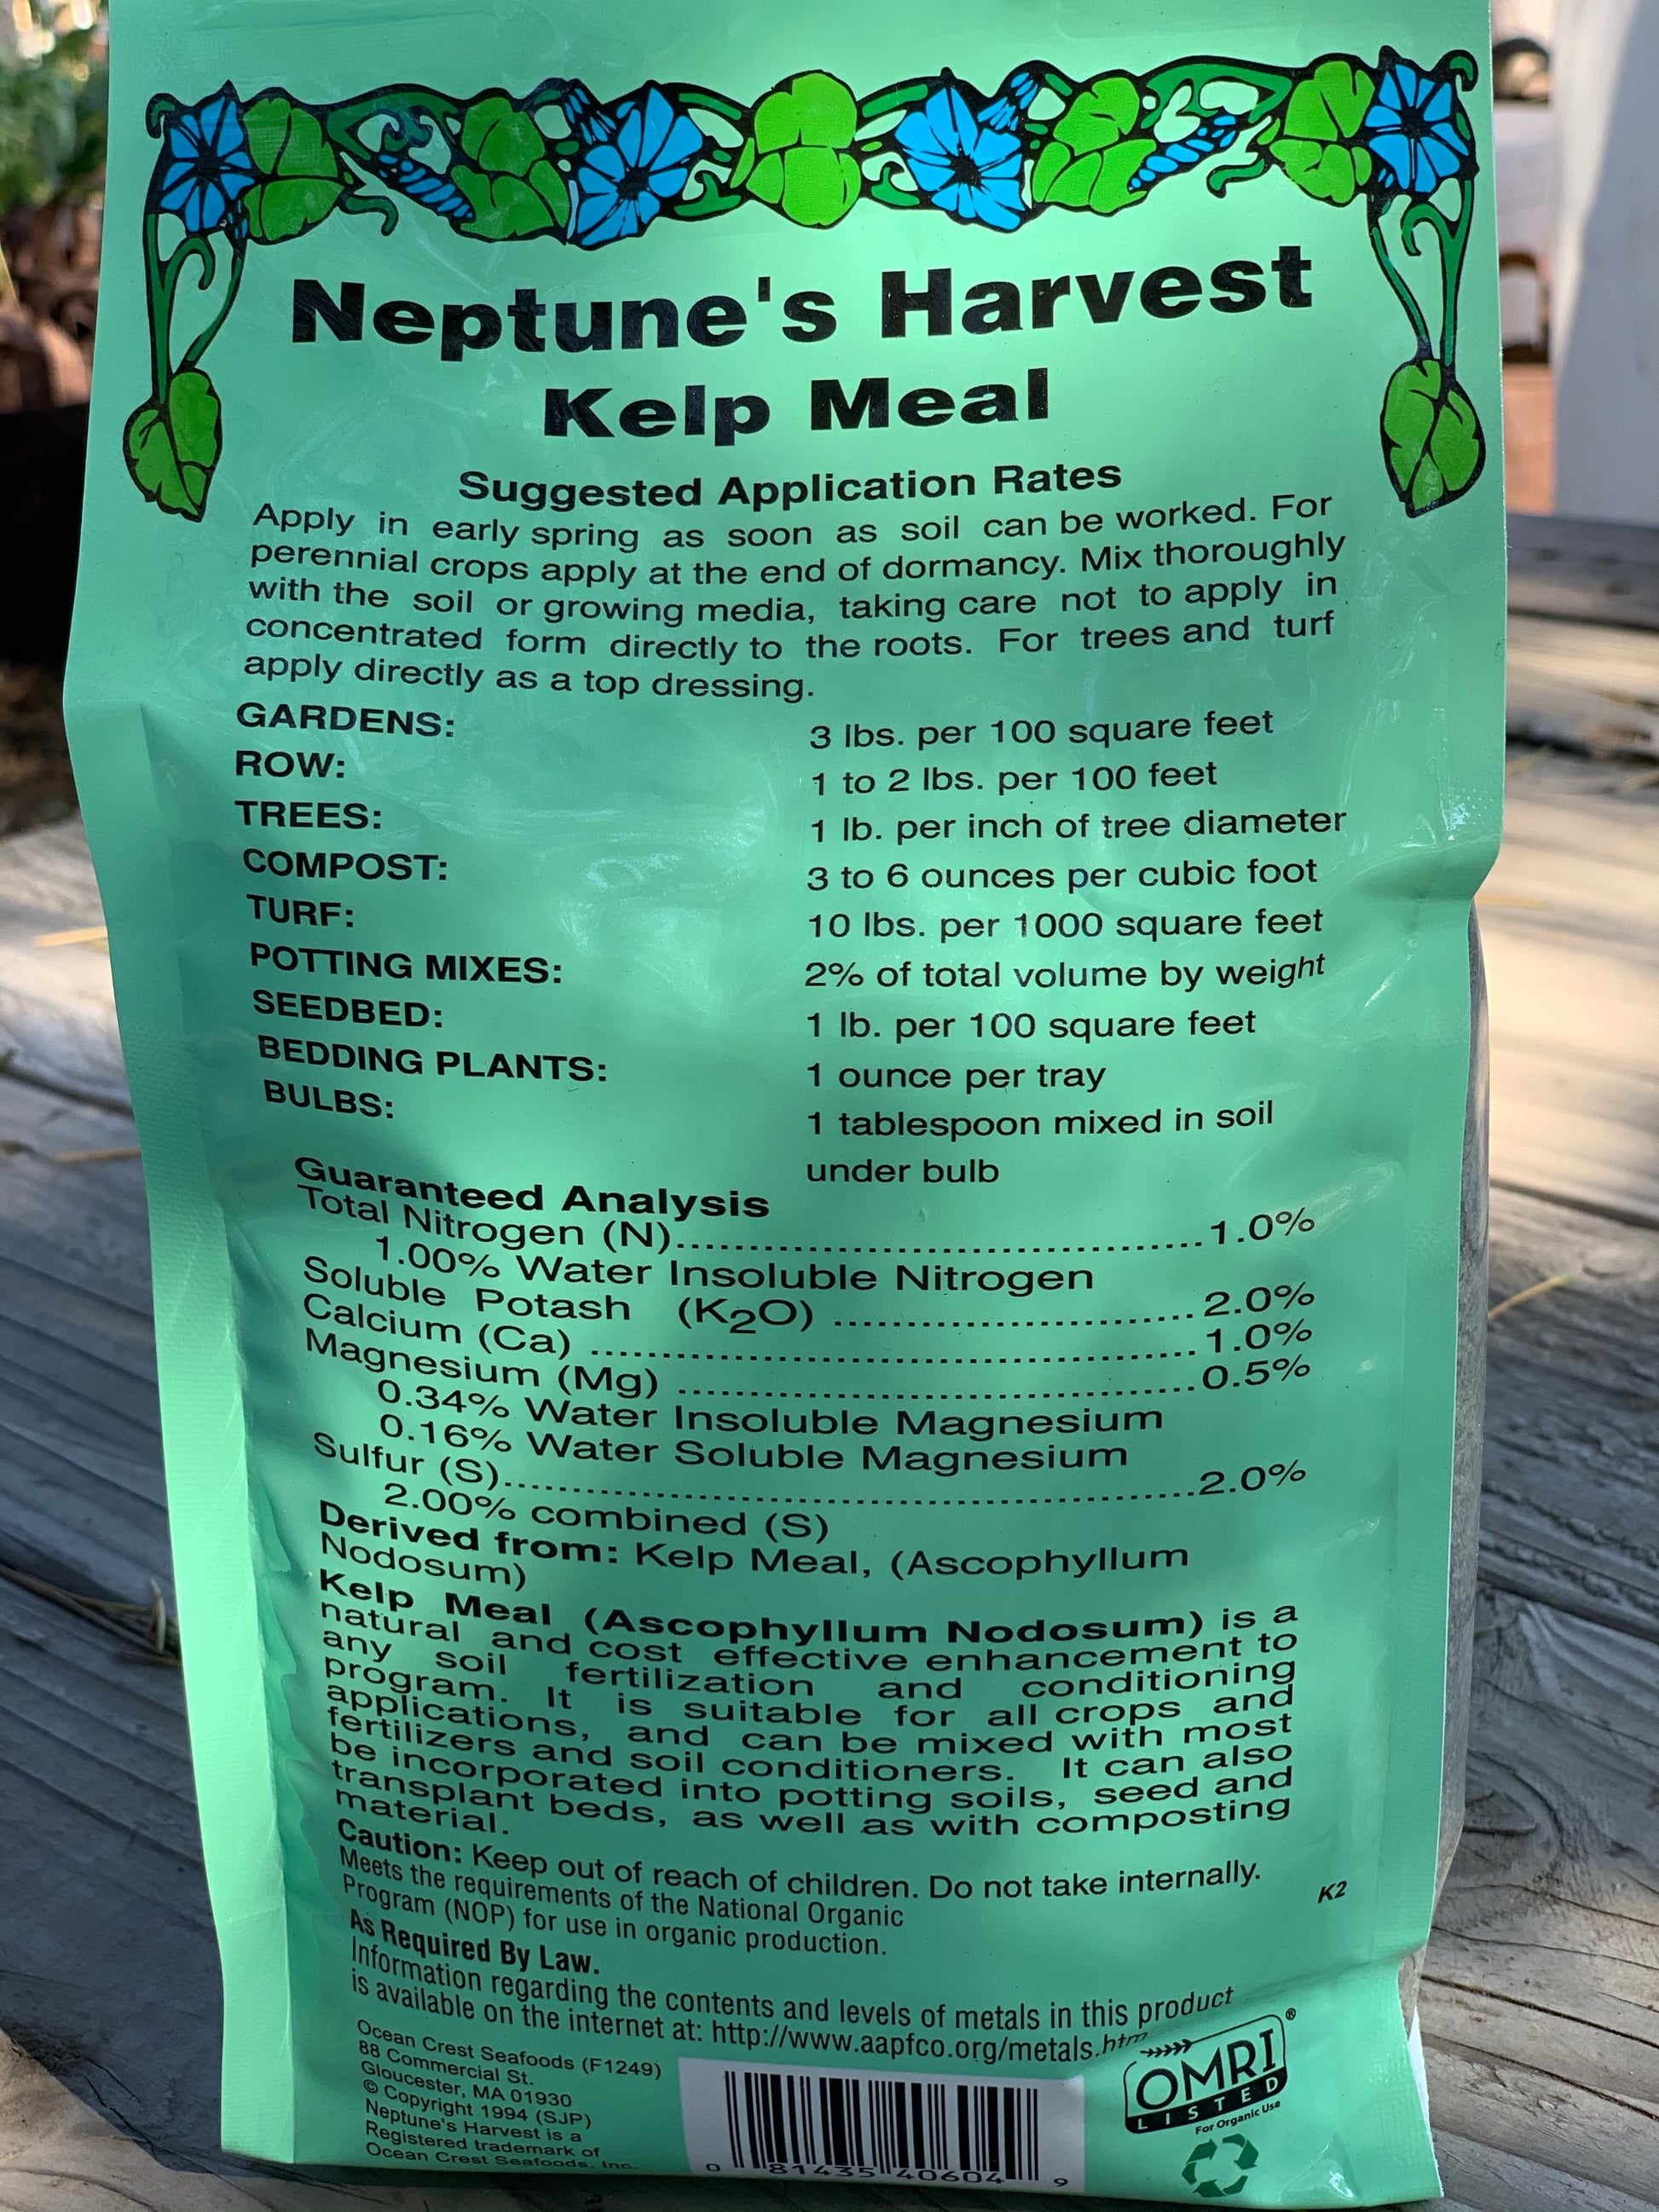 Neptune's Harvest
Kelp Meal
Suggested Application Rates
Apply in early spring as soon as soil can be worked. For
perennial crops apply at the end of dormancy. Mix thoroughly
with the soil or growing media, taking care not to apply in
concentrated form directly to the roots. For trees and turf
apply directly as a top dressing.
GARDENS: 3 lbs. per 100 square feet
ROW: 1 to 2 lbs. per 100 feet
TREES: 1 lb. per inch of tree diameter
COMPOST: 3 to 6 ounces per cubic foot
TURF: 10 lbs. per 1000 square feet
POTTING MIXES: 2% of total volume by weight
SEEDBED: 1 lb. per 100 square feet
BEDDING PLANTS: 1 ounce per tray
BULBS: 1 tablespoon mixed in soil
under bulb
Guaranteed Analysis
Total Nitrogen (N)....................................1.0%
1.00% Water Insoluble Nitrogen
Soluble Potash (K2O) .........................2.0%
Calcium (Ca) ..........................................1.0%
Magnesium (Mg) ....................................0.5%
0.34% Water Insoluble Magnesium
0.16% Water Soluble Magnesium
Sulfur (S)................................................2.0%
2.00% combined (S)
Derived from: Kelp Meal, (Ascophyllum
Nodosum)
Kelp Meal (Ascophyllum Nodosum) is a
natural and cost effective enhancement to
any soil fertilization and conditioning
program. It is suitable for all crops and
applications, and can be mixed with most
fertilizers and soil conditioners. It can also
be incorporated into potting soils, seed and
transplant beds, as well as with composting
material.
Caution: Keep out of reach of children. Do not take internally.
Meets the requirements of the National Organic
Program (NOP) for use in organic production.
K2
As Required By Law.
Information regarding the contents and levels of metals in this product
is available on the internet at: http://www.aapfco.org/metals.htm
Ocean Crest Seafoods (F1249)
88 Commercial St.
Gloucester, MA 01930
© Copyright 1994 (SJP)
Neptune's Harvest is a
Registered trademark of
Ocean Crest Seafoods, Inc.
0 81435 40604 9
OMRI®
LISTED
For Organic Use